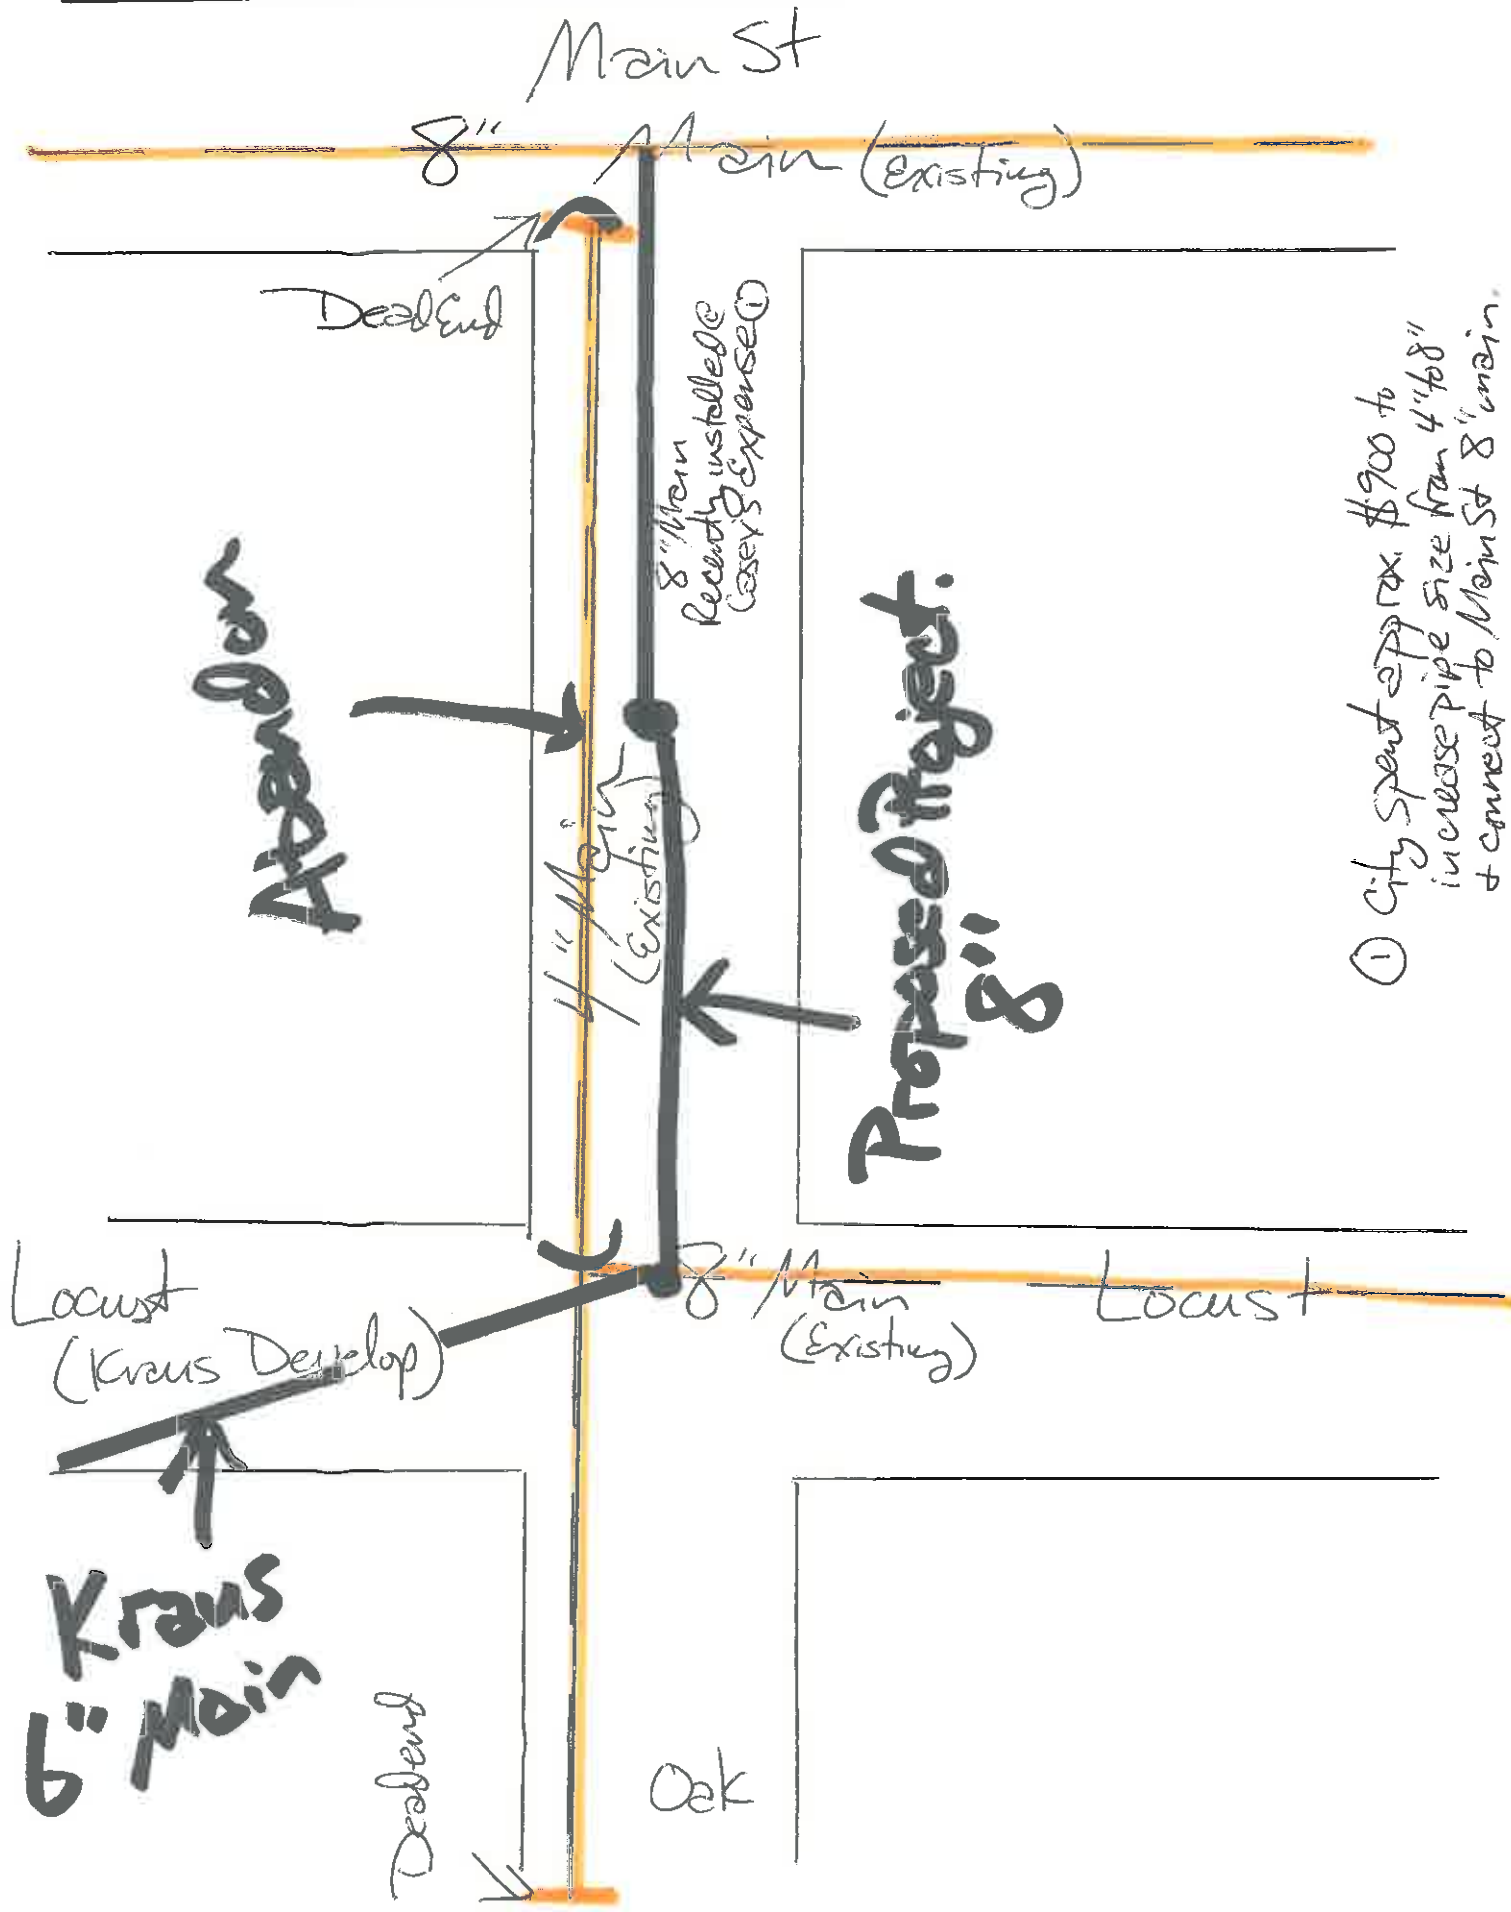 Main St
8" Main (Existing)
Dead End
8" Main
Recently installed @
Casey's Expense ①
① City spent approx. $900 to
increase pipe size from 4" to 8"
+ connect to Main St 8" main.
Abandon
4" Main
(Existing)
Proposed Project.
8"
Locust
(Kraus Develop)
8" Main
(Existing)
Locust
Kraus
6" Main
Deadend
Oak